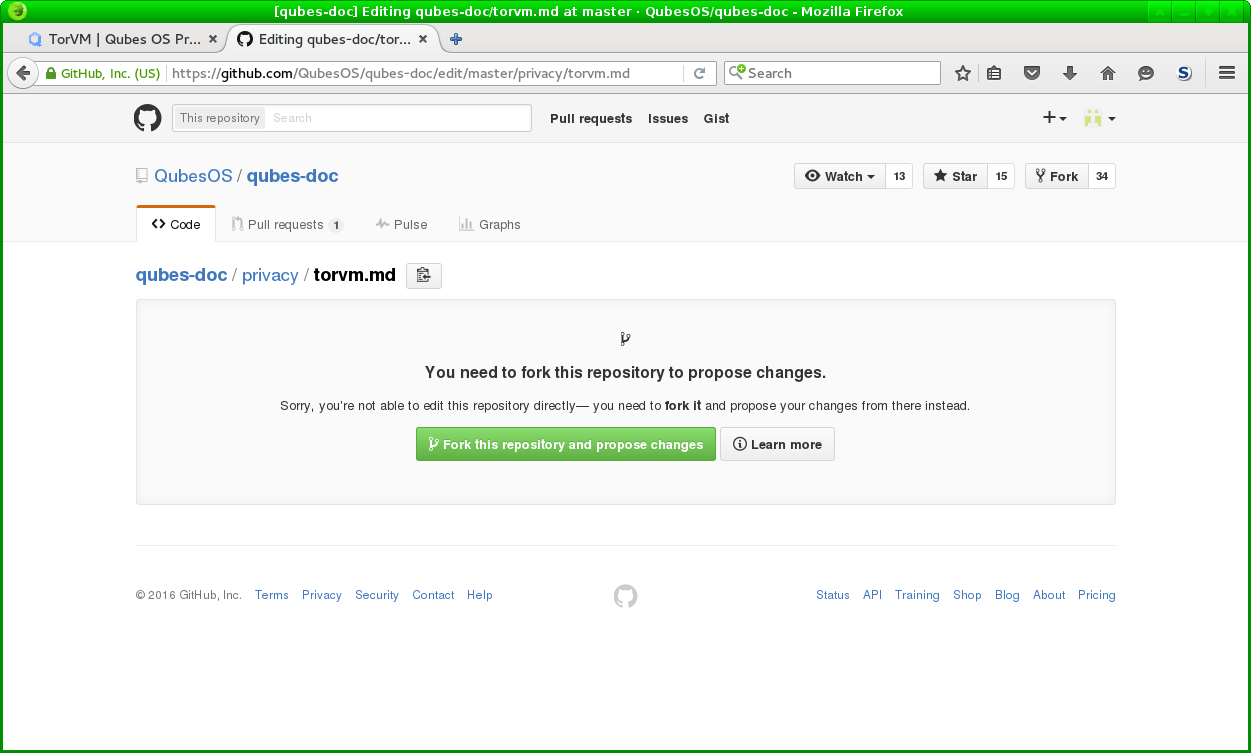 [qubes-doc] Editing qubes-doc/torvm.md at master · QubesOS/qubes-doc - Mozilla Firefox
TorVM | Qubes OS Pr... Editing qubes-doc/tor...
GitHub, Inc. (US) https://github.com/QubesOS/qubes-doc/edit/master/privacy/torvm.md Search
This repository Search Pull requests Issues Gist
QubesOS / qubes-doc Watch 13 Star 15 Fork 34
Code Pull requests 1 Pulse Graphs
qubes-doc / privacy / torvm.md
You need to fork this repository to propose changes.
Sorry, you're not able to edit this repository directly— you need to fork it and propose your changes from there instead.
Fork this repository and propose changes Learn more
© 2016 GitHub, Inc. Terms Privacy Security Contact Help Status API Training Shop Blog About Pricing